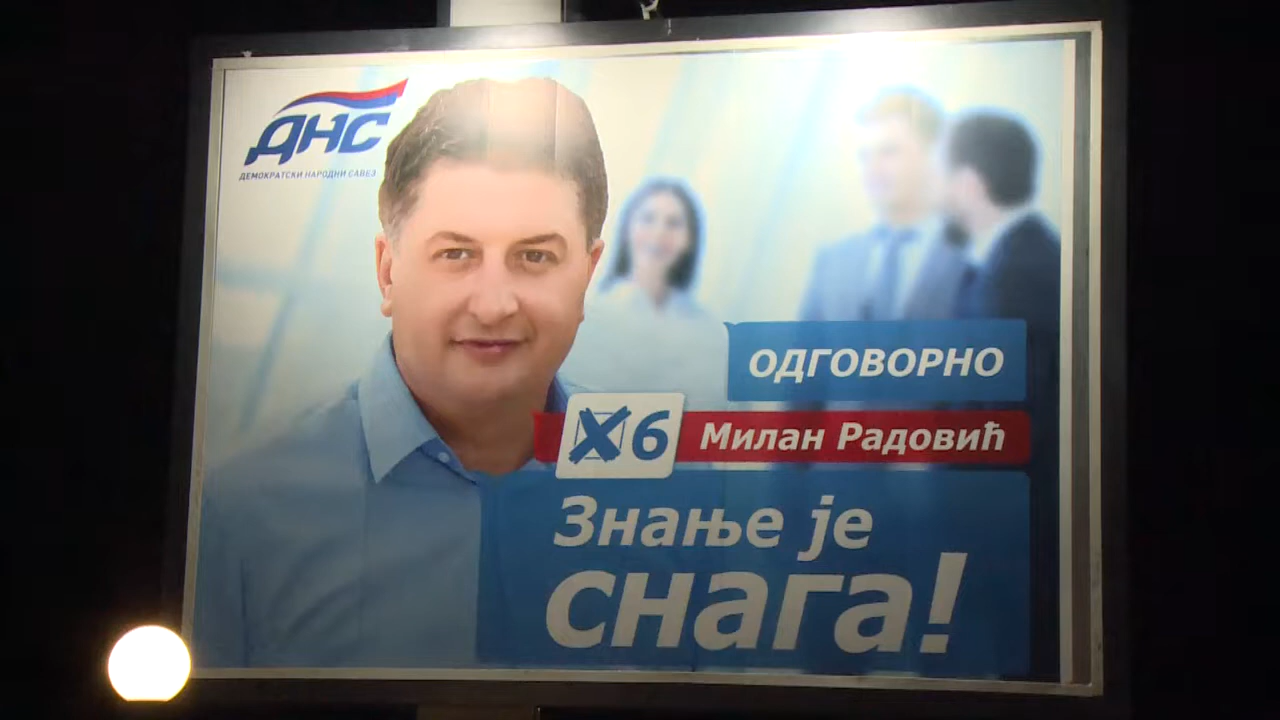 ДНС
ДЕМОКРАТСКИ НАРОДНИ САВЕЗ
ОДГОВОРНО
6 Милан Радовић
Знање је
снага!